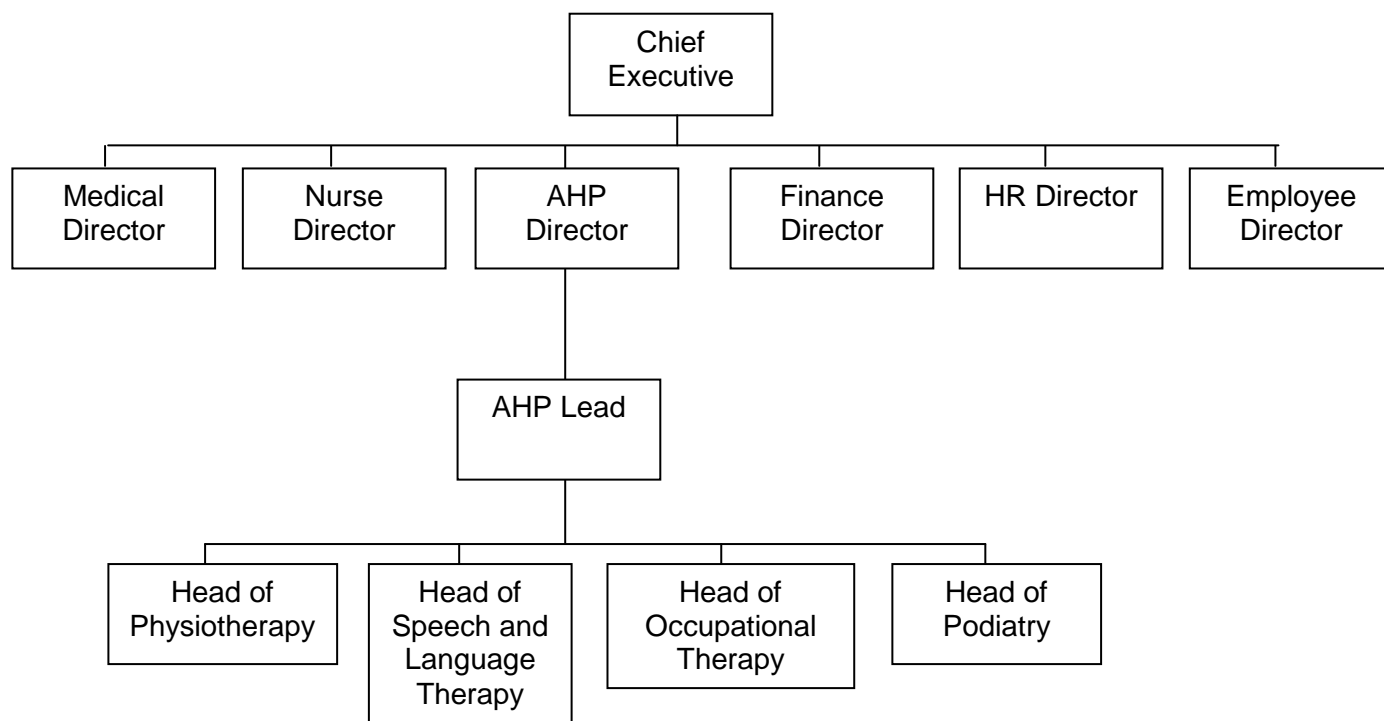 Chief
Executive
Medical
Director
Nurse
Director
AHP
Director
Finance
Director
HR Director
Employee
Director
AHP Lead
Head of
Physiotherapy
Head of
Speech and
Language
Therapy
Head of
Occupational
Therapy
Head of
Podiatry